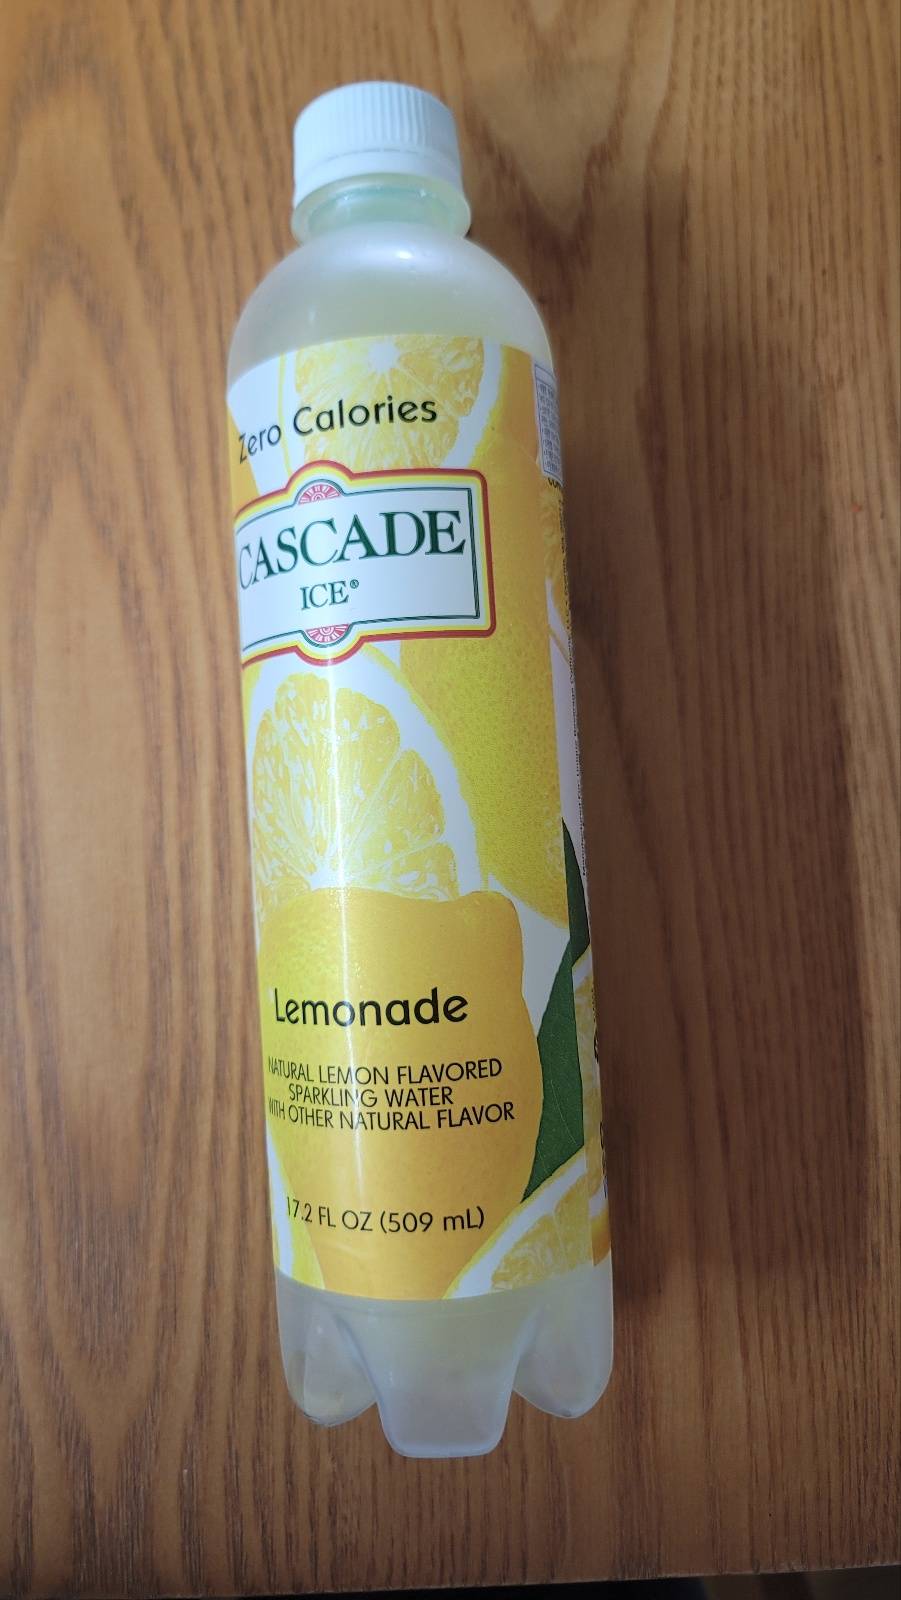 Zero Calories
CASCADE
ICE®
Lemonade
NATURAL LEMON FLAVORED
SPARKLING WATER
WITH OTHER NATURAL FLAVOR
17.2 FL OZ (509 mL)